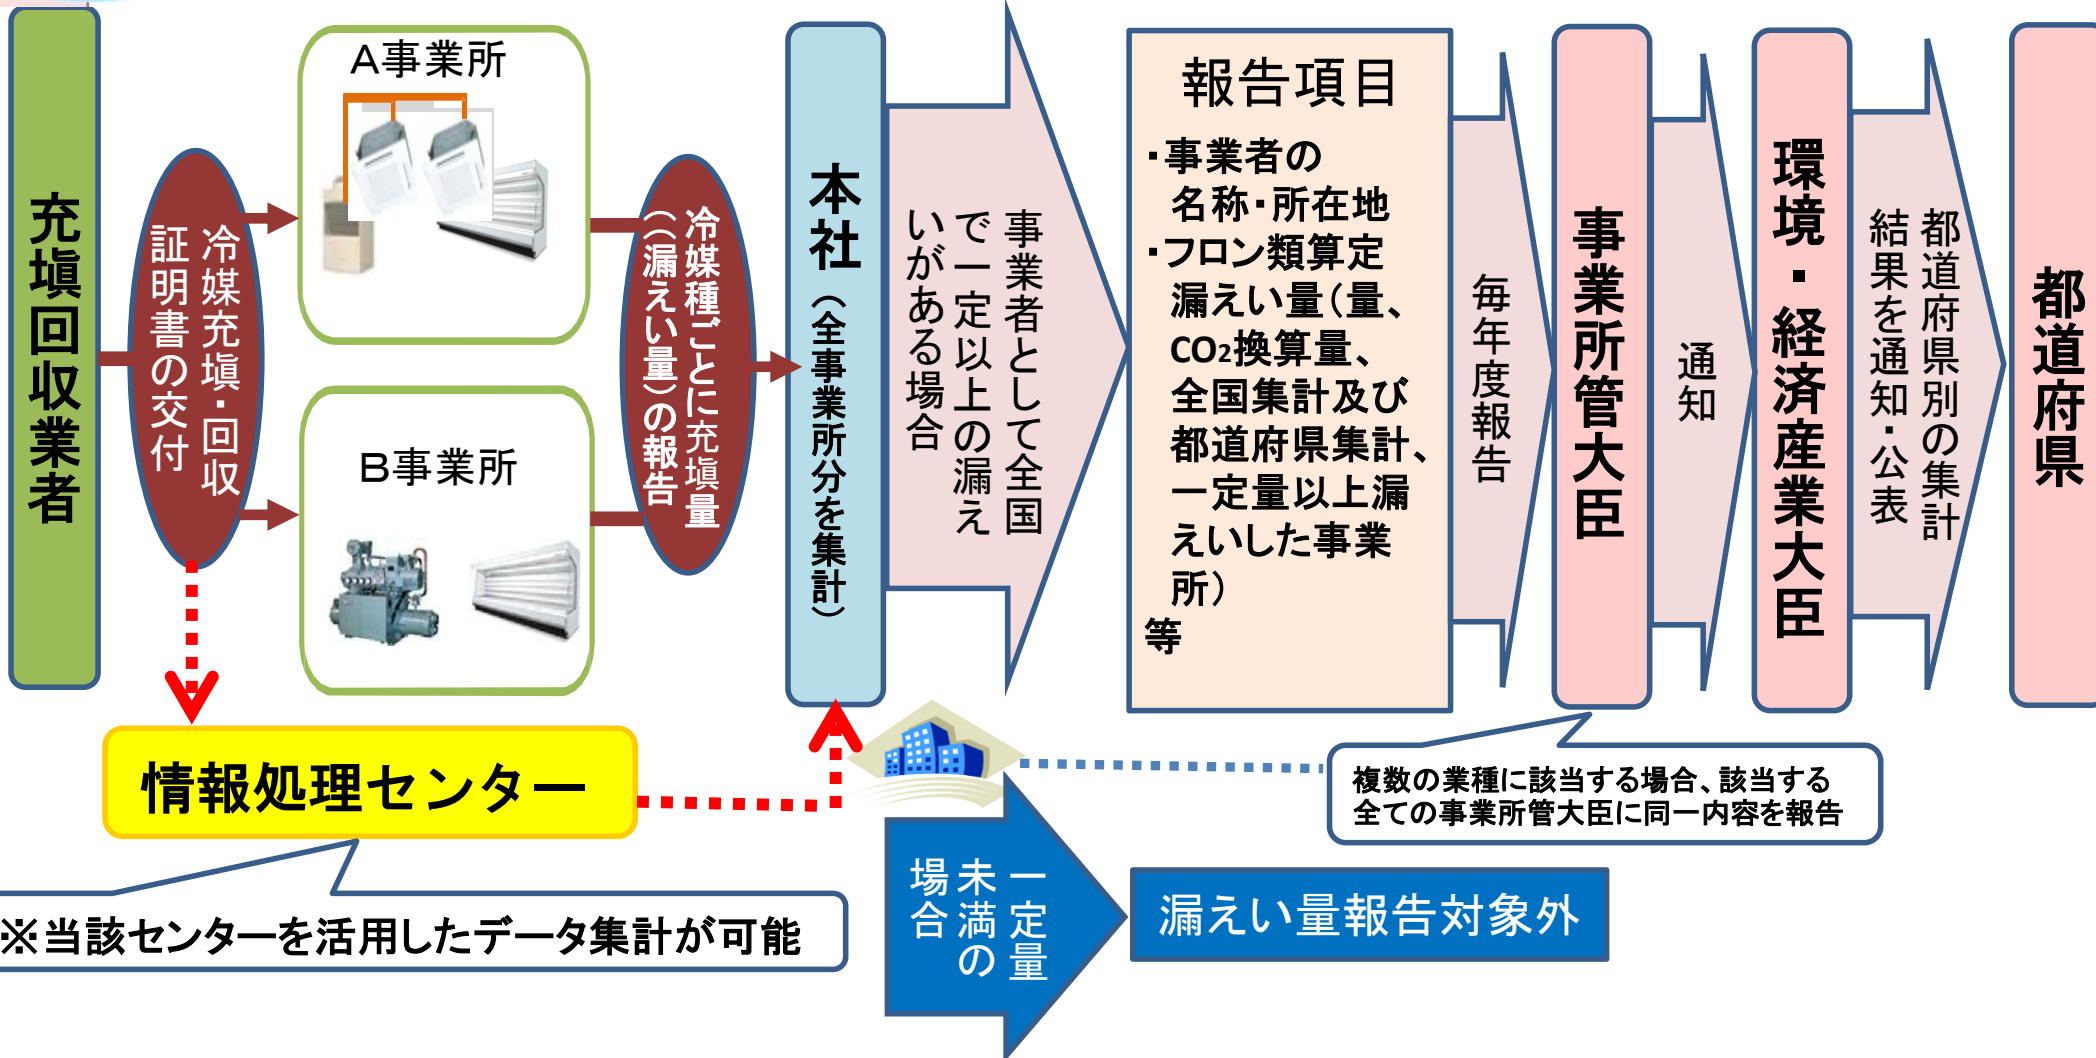 充塡回収業者
冷媒充塡・回収
証明書の交付
A事業所
B事業所
冷媒種ごとに充塡量
（（漏えい量）の報告
本社（全事業所分を集計）
事業者として全国
で一定以上の漏え
いがある場合
報告項目
・事業者の
名称・所在地
・フロン類算定
漏えい量（量、
CO₂換算量、
全国集計及び
都道府県集計、
一定量以上漏
えいした事業
所）
等
毎年度報告
事業所管大臣
通知
環境・経済産業大臣
都道府県別の集計
結果を通知・公表
都道府県
情報処理センター
※当該センターを活用したデータ集計が可能
複数の業種に該当する場合、該当する
全ての事業所管大臣に同一内容を報告
一定量
未満の
場合
漏えい量報告対象外